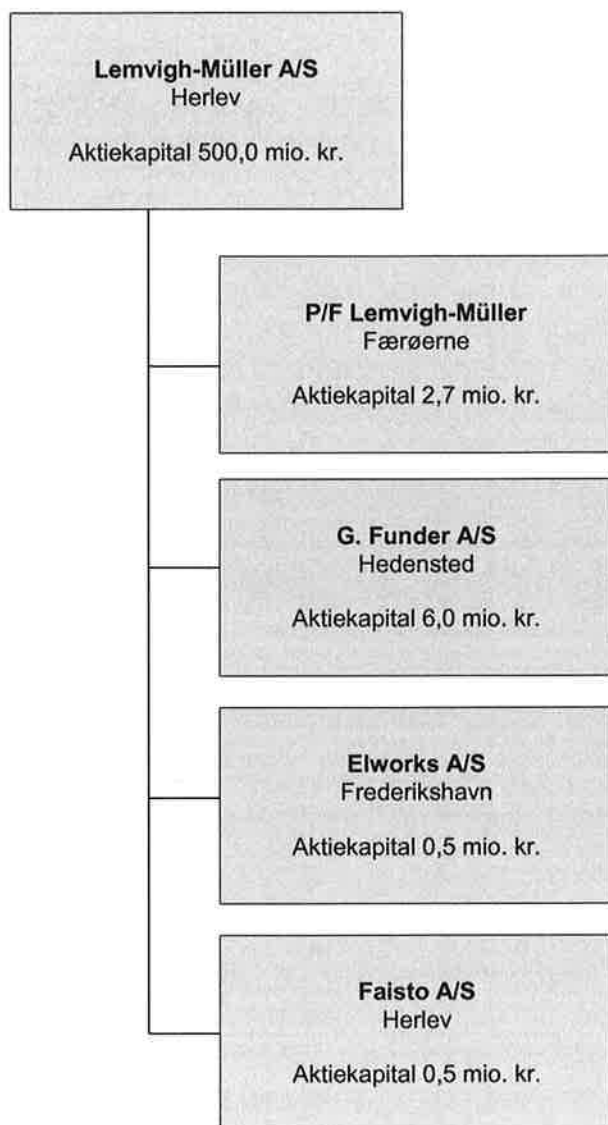 Lemvigh-Müller A/S
Herlev
Aktiekapital 500,0 mio. kr.
P/F Lemvigh-Müller
Færøerne
Aktiekapital 2,7 mio. kr.
G. Funder A/S
Hedensted
Aktiekapital 6,0 mio. kr.
Elworks A/S
Frederikshavn
Aktiekapital 0,5 mio. kr.
Faisto A/S
Herlev
Aktiekapital 0,5 mio. kr.